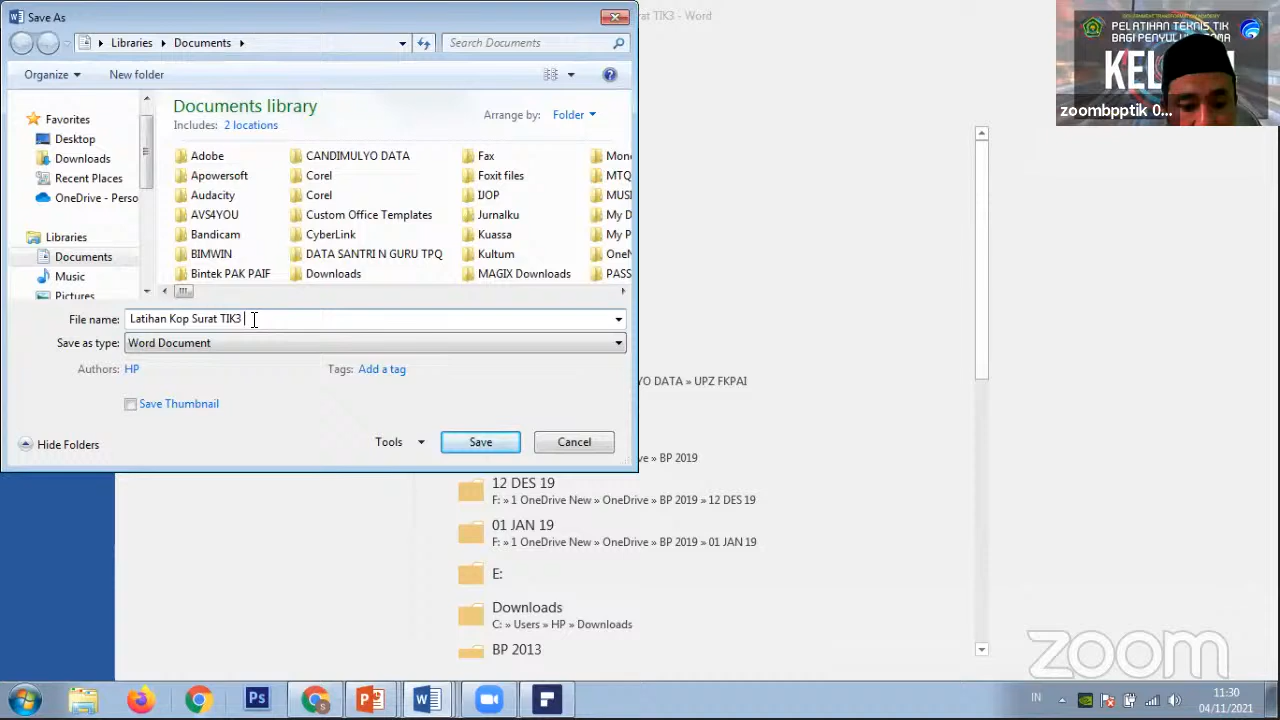 Save As
Surat TIK3 - Word
Libraries
Documents
Search Documents
Organize
New folder
Documents library
Includes: 2 locations
Arrange by: Folder
Favorites
Desktop
Downloads
Recent Places
OneDrive - Perso
Libraries
Documents
Music
Pictures
Adobe
Apowersoft
Audacity
AVS4YOU
Bandicam
BIMWIN
Bintek PAK PAIF
CANDIMULYO DATA
Corel
Corel
Custom Office Templates
CyberLink
DATA SANTRI N GURU TPQ
Downloads
Fax
Foxit files
IJOP
Jurnalku
Kuassa
Kultum
MAGIX Downloads
Mon
MTQ
MUSI
My D
My P
OneN
PASS
File name: Latihan Kop Surat TIK3
Save as type: Word Document
Authors: HP
Tags: Add a tag
Save Thumbnail
Hide Folders
Tools
Save
Cancel
YO DATA » UPZ FKPAI
e » BP 2019
12 DES 19
F: » 1 OneDrive New » OneDrive » BP 2019 » 12 DES 19
01 JAN 19
F: » 1 OneDrive New » OneDrive » BP 2019 » 01 JAN 19
E:
Downloads
C: » Users » HP » Downloads
BP 2013
PELATIHAN TEKNIS TIK
zoombpptik 0...
zoom
Ps
IN
11:30
04/11/2021